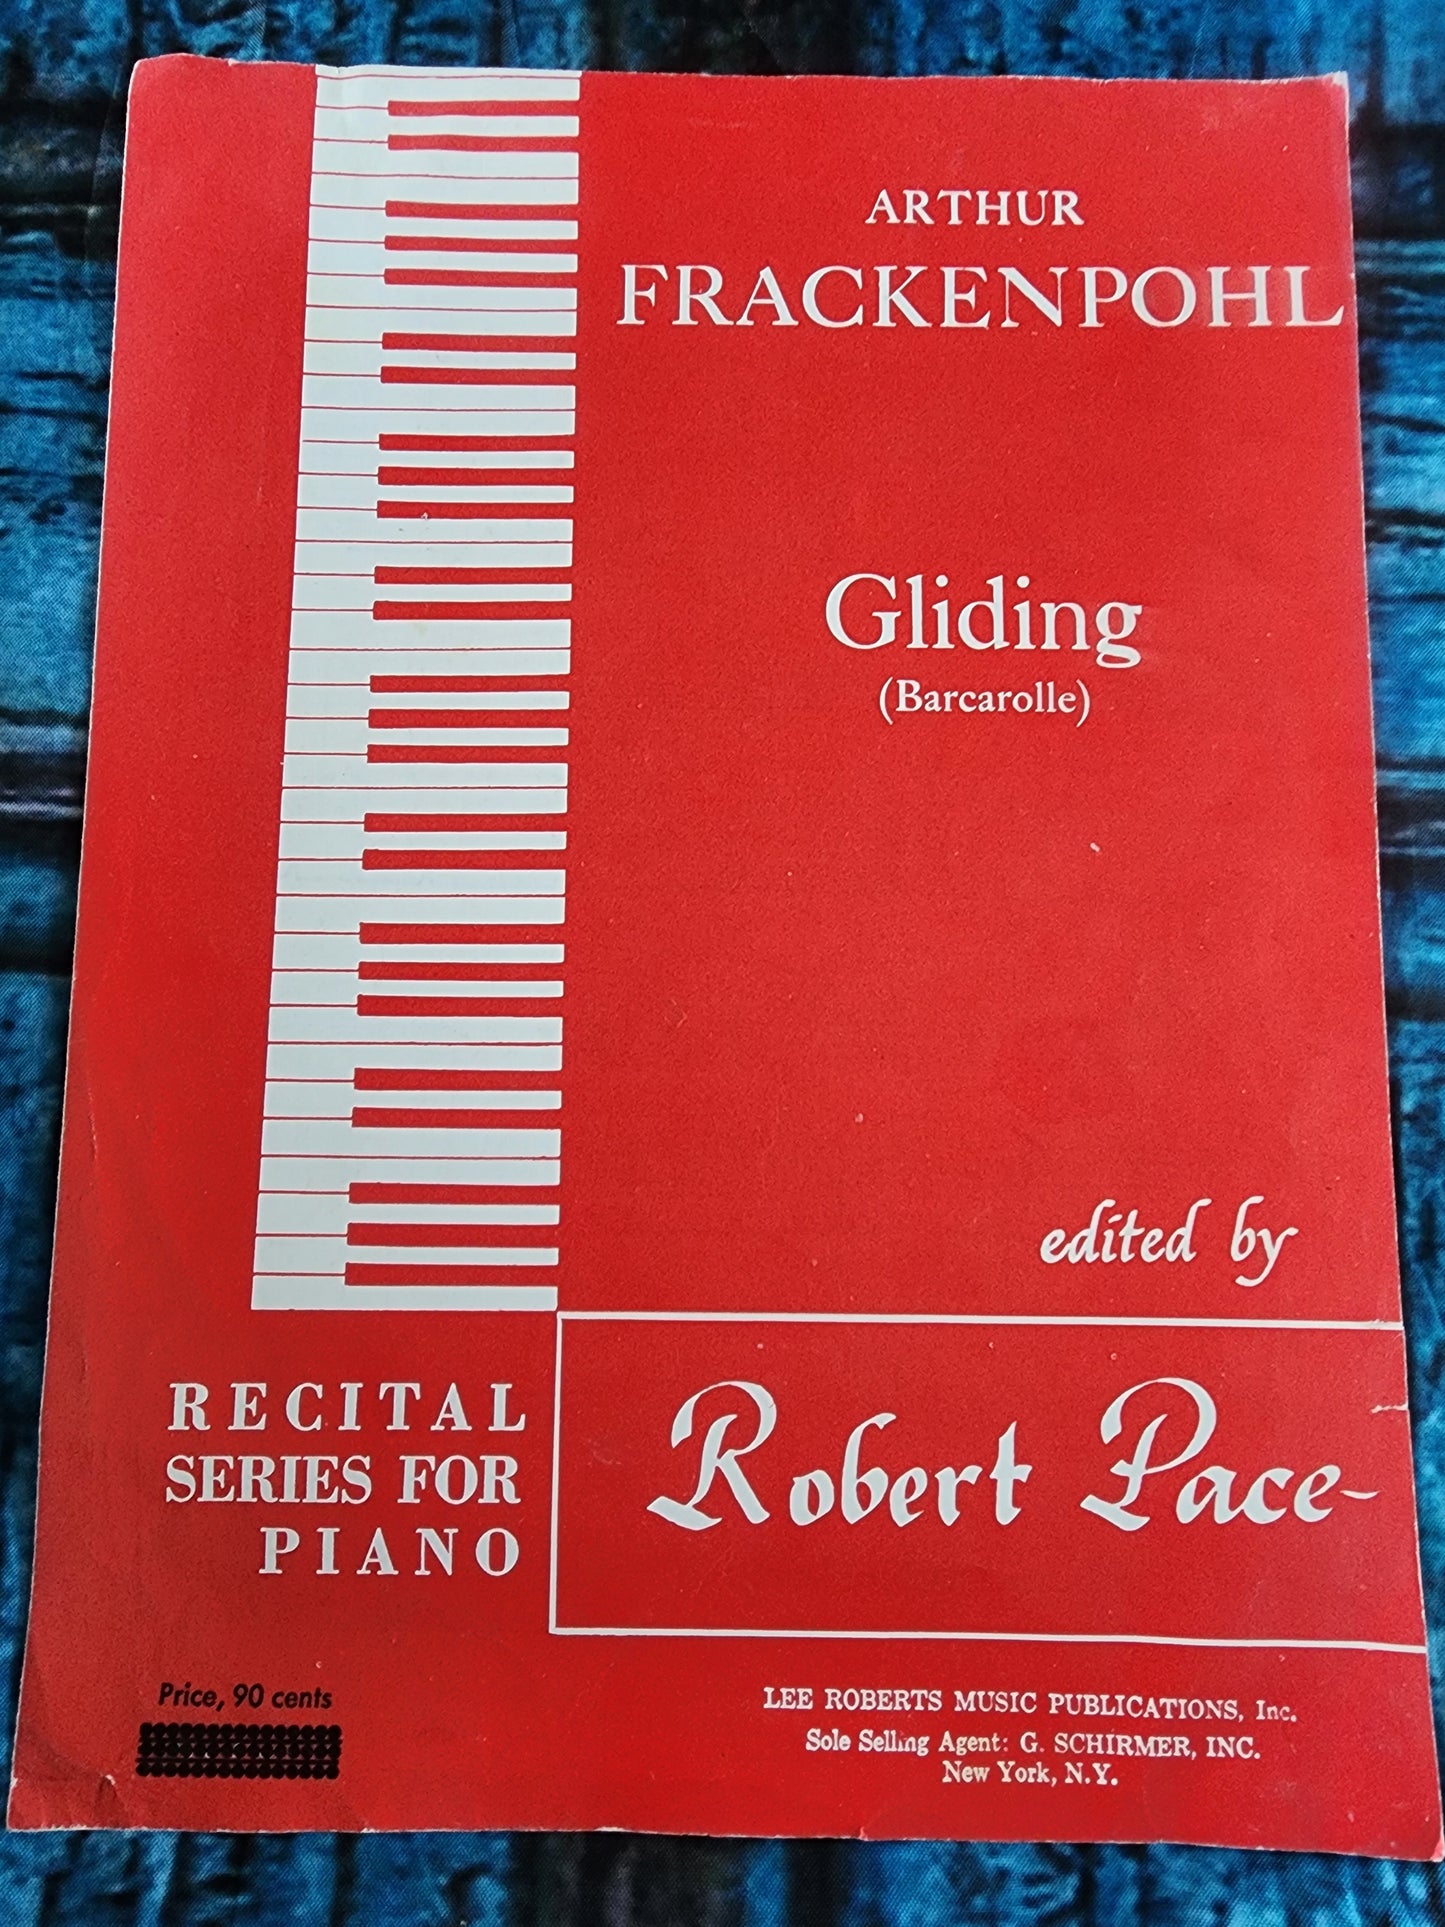 ARTHUR
FRACKENPOHL
Gliding
(Barcarolle)
edited by
Robert Pace
RECITAL
SERIES FOR
PIANO
Price, 90 cents
LEE ROBERTS MUSIC PUBLICATIONS, Inc.
Sole Selling Agent: G. SCHIRMER, INC.
New York, N.Y.